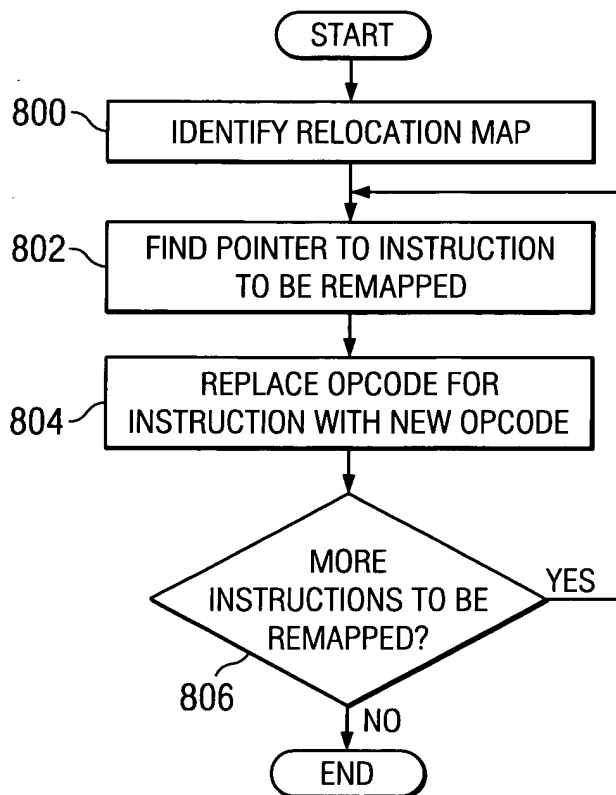 START
800
IDENTIFY RELOCATION MAP
802
FIND POINTER TO INSTRUCTION
TO BE REMAPPED
804
REPLACE OPCODE FOR
INSTRUCTION WITH NEW OPCODE
MORE
INSTRUCTIONS TO BE
REMAPPED?
YES
806
NO
END